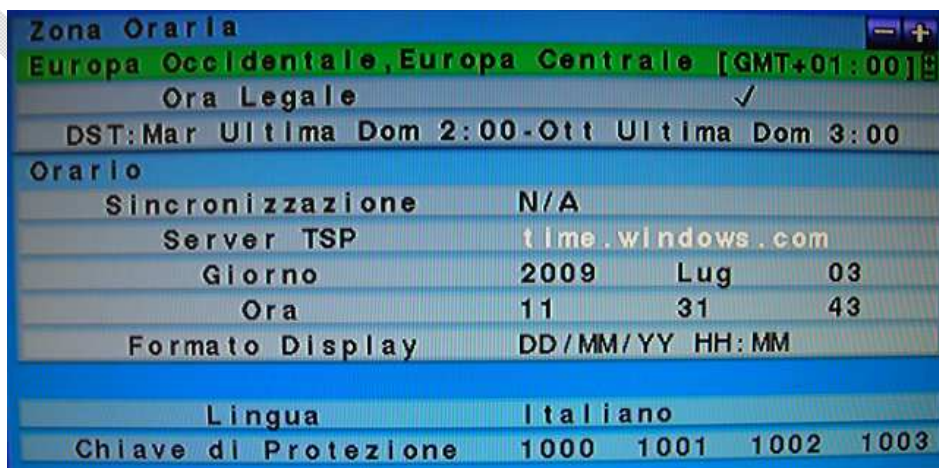 Zona Oraria - +
Europa Occidentale,Europa Centrale [GMT+01:00]
Ora Legale ✓
DST:Mar Ultima Dom 2:00-Ott Ultima Dom 3:00
Orario
Sincronizzazione N/A
Server TSP time.windows.com
Giorno 2009 Lug 03
Ora 11 31 43
Formato Display DD/MM/YY HH:MM
Lingua Italiano
Chiave di Protezione 1000 1001 1002 1003